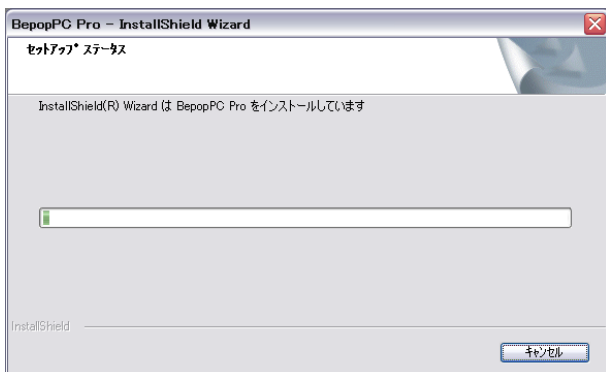 BepopPC Pro - InstallShield Wizard
ｾｯﾄｱｯﾌﾟ ｽﾃｰﾀｽ
InstallShield(R) Wizard は BepopPC Pro をインストールしています
InstallShield
ｷｬﾝｾﾙ